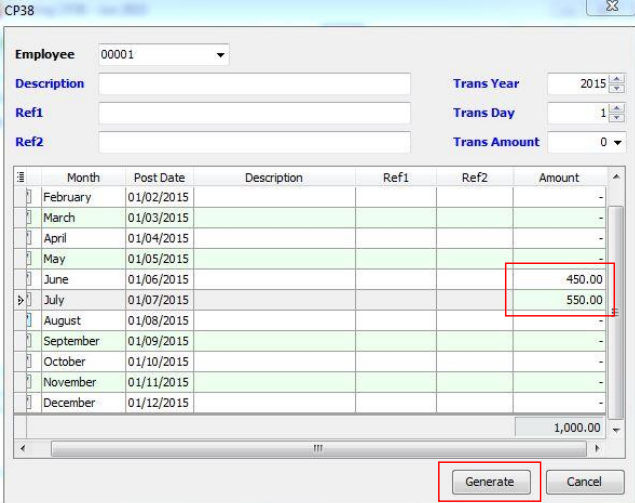 CP38
Employee 00001
Description Trans Year 2015
Ref1 Trans Day 1
Ref2 Trans Amount 0
Month Post Date Description Ref1 Ref2 Amount
February 01/02/2015 -
March 01/03/2015 -
April 01/04/2015 -
May 01/05/2015 -
June 01/06/2015 450.00
July 01/07/2015 550.00
August 01/08/2015 -
September 01/09/2015 -
October 01/10/2015 -
November 01/11/2015 -
December 01/12/2015 -
1,000.00
Generate Cancel